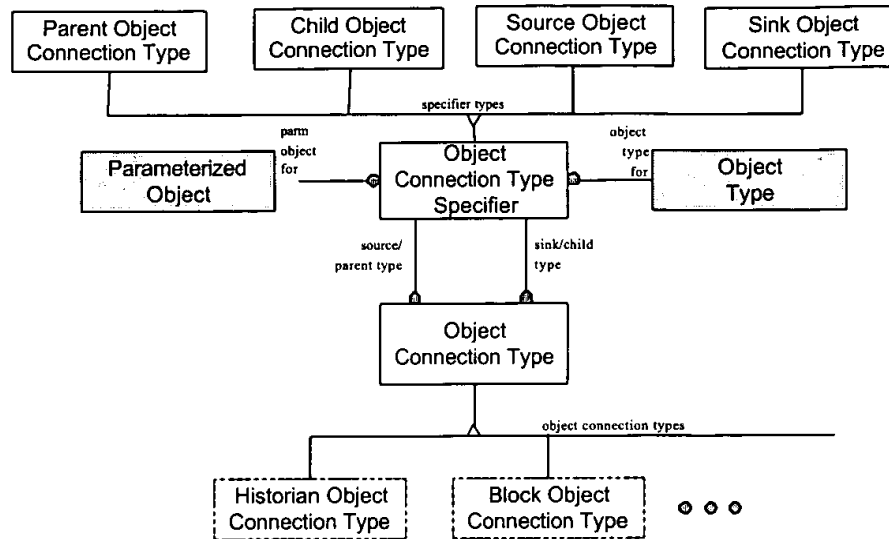 Parent Object
Connection Type
Child Object
Connection Type
Source Object
Connection Type
Sink Object
Connection Type
specifier types
parm
object
for
object
type
for
Parameterized
Object
Object
Connection Type
Specifier
Object
Type
source/
parent type
sink/child
type
Object
Connection Type
object connection types
Historian Object
Connection Type
Block Object
Connection Type